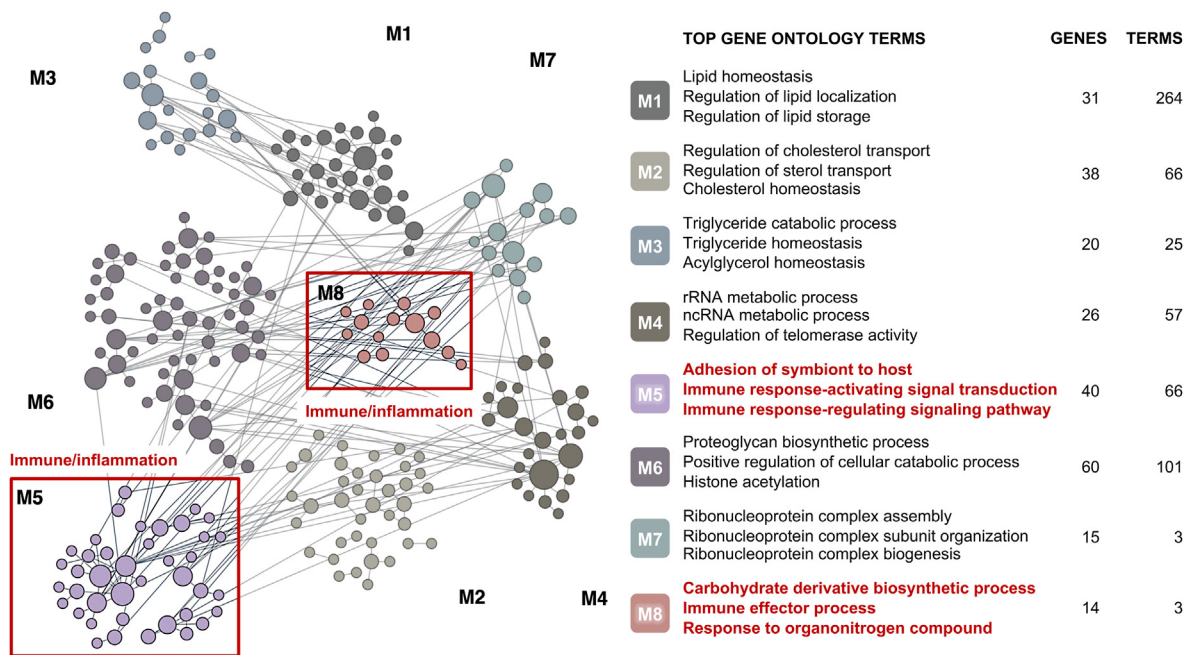 M1
M7
M3
M8
Immune/inflammation
M6
Immune/inflammation
M5
M2
M4
TOP GENE ONTOLOGY TERMS GENES TERMS
M1
Lipid homeostasis
Regulation of lipid localization
Regulation of lipid storage
31 264
M2
Regulation of cholesterol transport
Regulation of sterol transport
Cholesterol homeostasis
38 66
M3
Triglyceride catabolic process
Triglyceride homeostasis
Acylglycerol homeostasis
20 25
M4
rRNA metabolic process
ncRNA metabolic process
Regulation of telomerase activity
26 57
M5
Adhesion of symbiont to host
Immune response-activating signal transduction
Immune response-regulating signaling pathway
40 66
M6
Proteoglycan biosynthetic process
Positive regulation of cellular catabolic process
Histone acetylation
60 101
M7
Ribonucleoprotein complex assembly
Ribonucleoprotein complex subunit organization
Ribonucleoprotein complex biogenesis
15 3
M8
Carbohydrate derivative biosynthetic process
Immune effector process
Response to organonitrogen compound
14 3